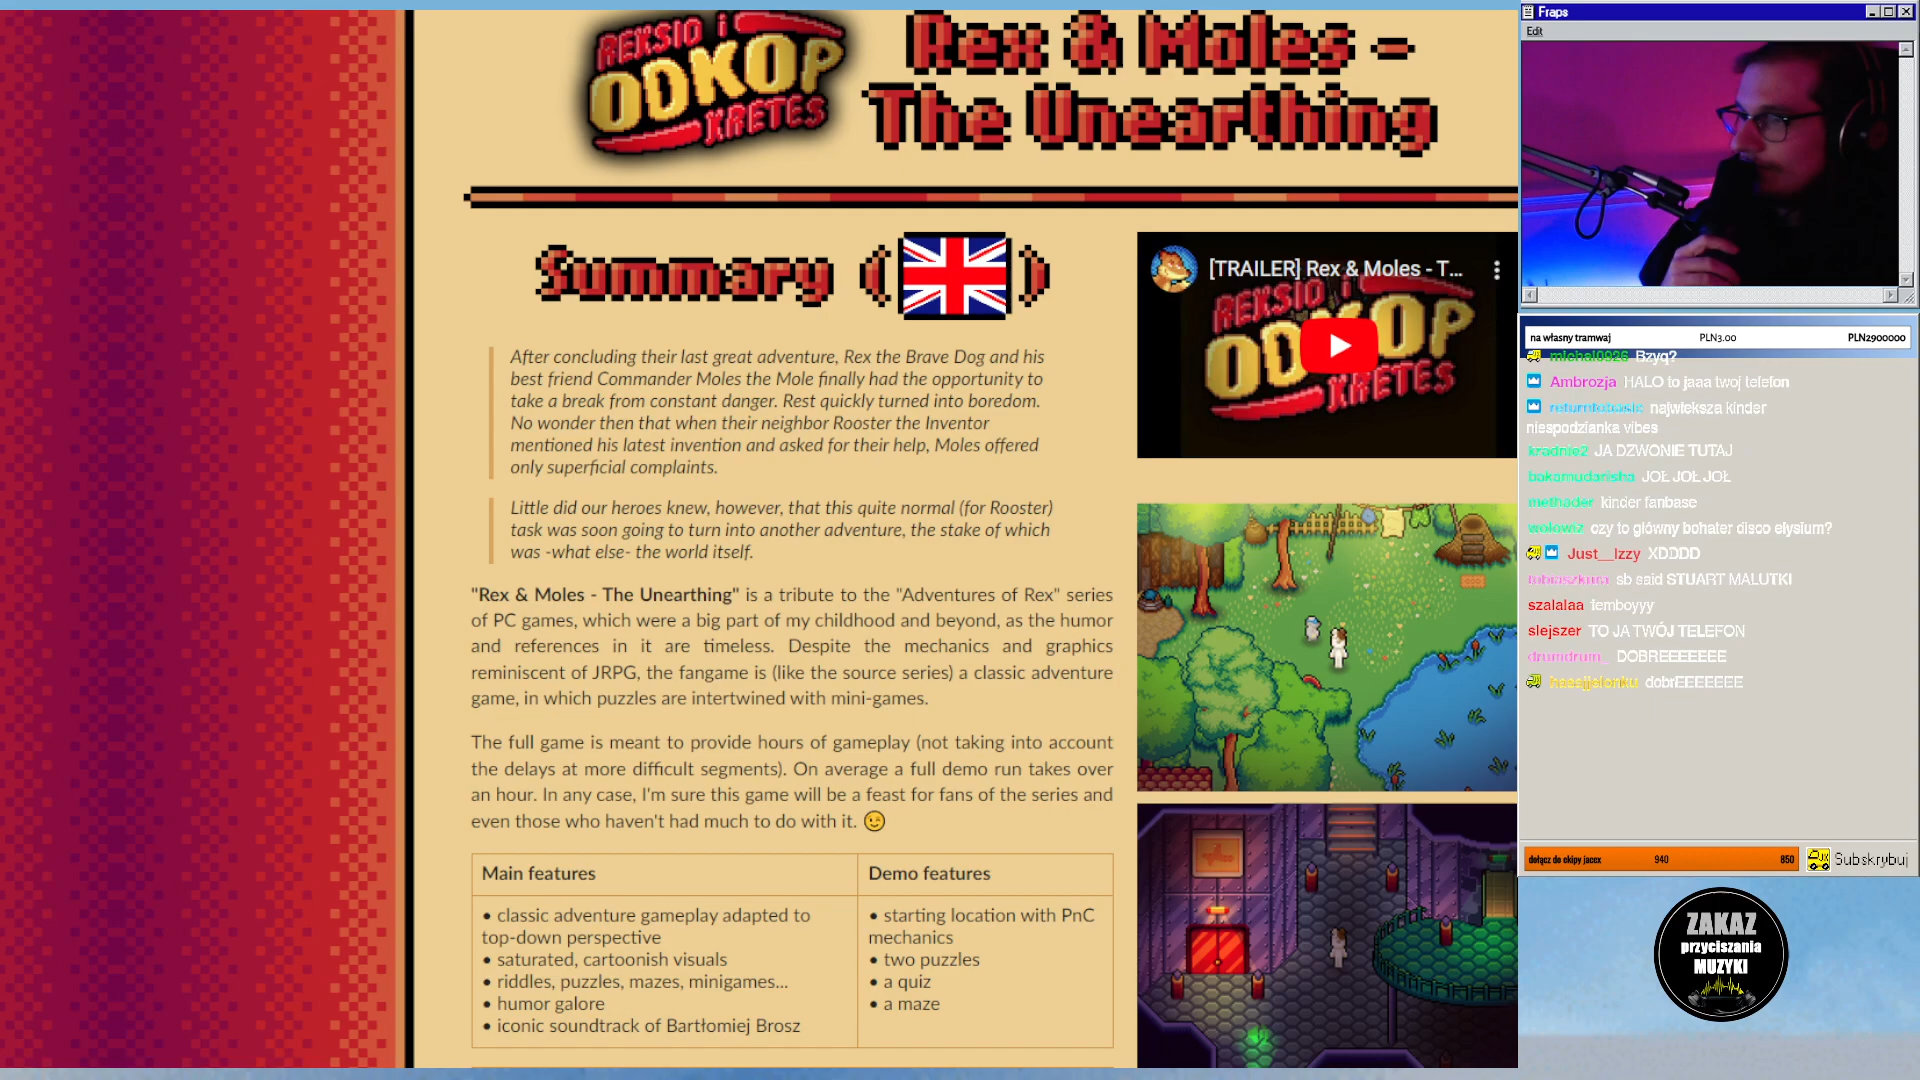 REKSIO i
ODKOP
KRETES
Rex & Moles -
The Unearthing
Summary ( )
After concluding their last great adventure, Rex the Brave Dog and his
best friend Commander Moles the Mole finally had the opportunity to
take a break from constant danger. Rest quickly turned into boredom.
No wonder then that when their neighbor Rooster the Inventor
mentioned his latest invention and asked for their help, Moles offered
only superficial complaints.
Little did our heroes knew, however, that this quite normal (for Rooster)
task was soon going to turn into another adventure, the stake of which
was -what else- the world itself.
"Rex & Moles - The Unearthing" is a tribute to the "Adventures of Rex" series
of PC games, which were a big part of my childhood and beyond, as the humor
and references in it are timeless. Despite the mechanics and graphics
reminiscent of JRPG, the fangame is (like the source series) a classic adventure
game, in which puzzles are intertwined with mini-games.
The full game is meant to provide hours of gameplay (not taking into account
the delays at more difficult segments). On average a full demo run takes over
an hour. In any case, I'm sure this game will be a feast for fans of the series and
even those who haven't had much to do with it. 😉
Main features
• classic adventure gameplay adapted to
top-down perspective
• saturated, cartoonish visuals
• riddles, puzzles, mazes, minigames...
• humor galore
• iconic soundtrack of Bartłomiej Brosz
Demo features
• starting location with PnC
mechanics
• two puzzles
• a quiz
• a maze
[TRAILER] Rex & Moles - T...
REKSIO i
ODKOP
KRETES
Fraps
Edit
na własny tramwaj PLN3.00 PLN2900000
michal0926 Bzyq?
Ambrozja HALO to jaaa twoj telefon
największa kinder
niespodzianka vibes
kradnie2 JA DZWONIE TUTAJ
bakamudarisha JOŁ JOŁ JOŁ
methader kinder fanbase
wolowiz czy to główny bohater disco elysium?
Just__Izzy XDDDD
sb said STUART MALUTKI
szalalaa femboyyy
slejszer TO JA TWÓJ TELEFON
drumdrum_ DOBREEEEEEE
dobrEEEEEEE
dołącz do ekipy jacex 940 850
Subskrybuj
ZAKAZ
przyciszania
MUZYKI